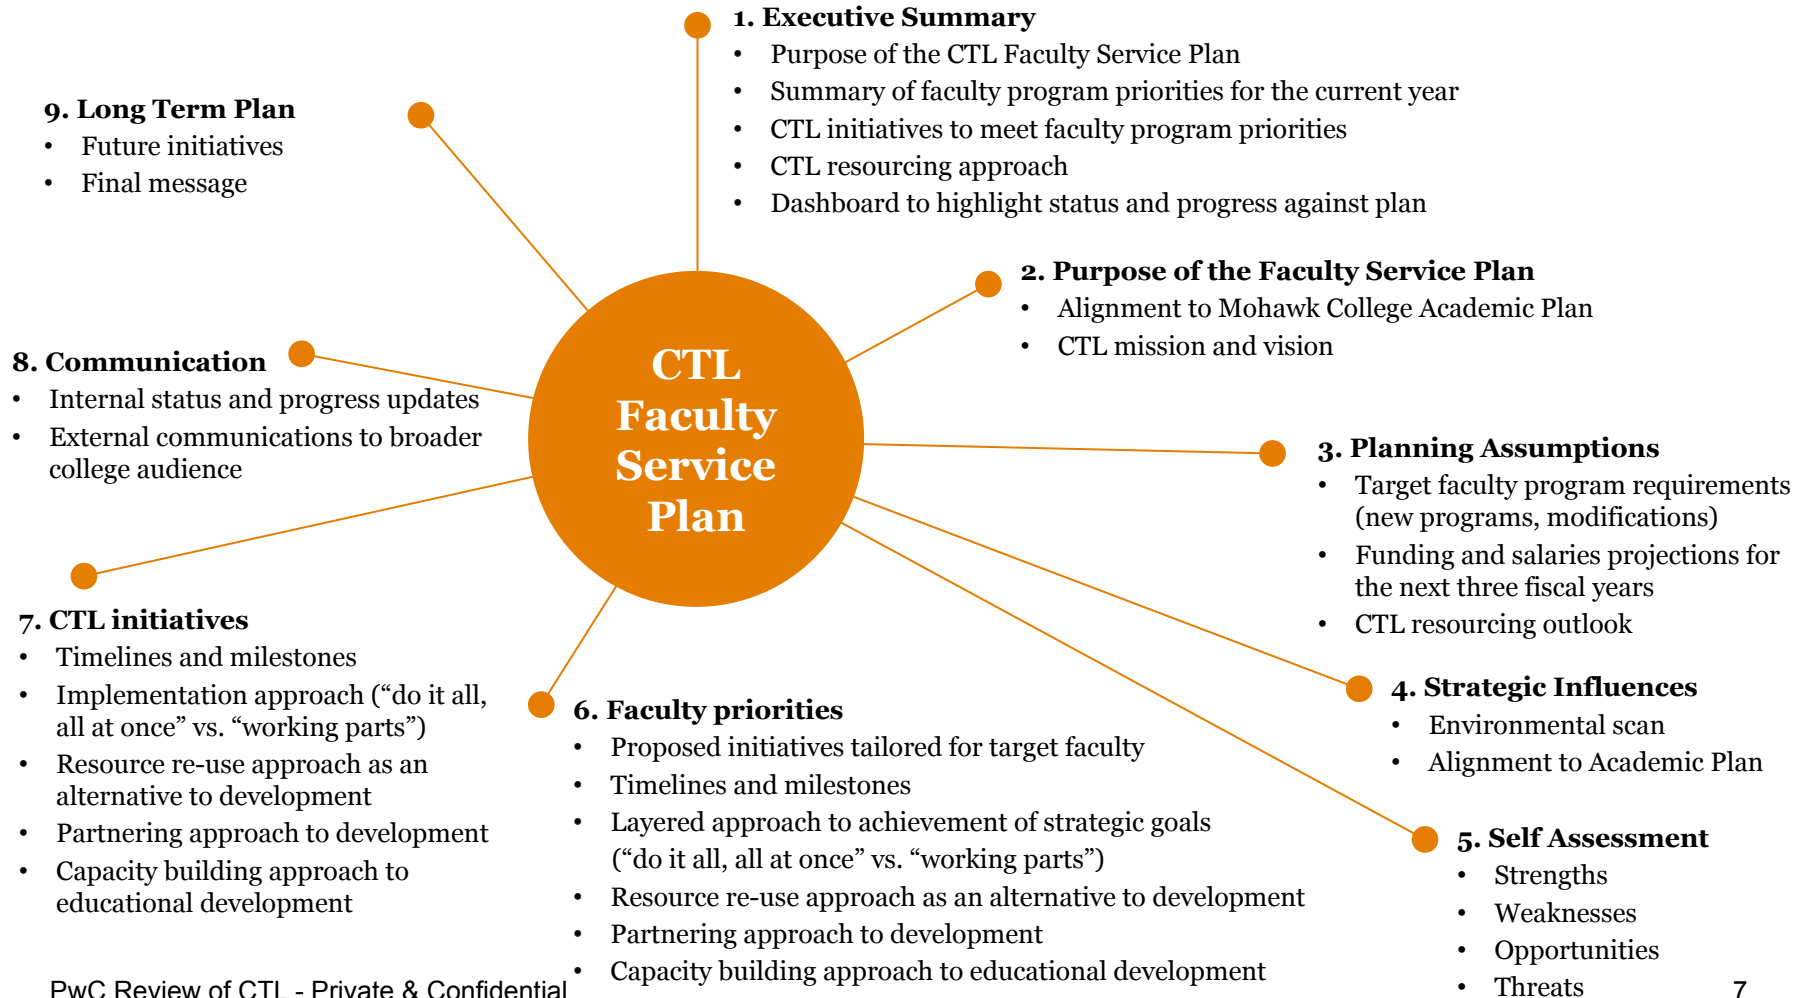 1. Executive Summary
• Purpose of the CTL Faculty Service Plan
• Summary of faculty program priorities for the current year
• CTL initiatives to meet faculty program priorities
• CTL resourcing approach
• Dashboard to highlight status and progress against plan
2. Purpose of the Faculty Service Plan
• Alignment to Mohawk College Academic Plan
• CTL mission and vision
3. Planning Assumptions
• Target faculty program requirements
(new programs, modifications)
• Funding and salaries projections for
the next three fiscal years
• CTL resourcing outlook
4. Strategic Influences
• Environmental scan
• Alignment to Academic Plan
5. Self Assessment
• Strengths
• Weaknesses
• Opportunities
• Threats
6. Faculty priorities
• Proposed initiatives tailored for target faculty
• Timelines and milestones
• Layered approach to achievement of strategic goals
(“do it all, all at once” vs. “working parts”)
• Resource re-use approach as an alternative to development
• Partnering approach to development
• Capacity building approach to educational development
7. CTL initiatives
• Timelines and milestones
• Implementation approach (“do it all,
all at once” vs. “working parts”)
• Resource re-use approach as an
alternative to development
• Partnering approach to development
• Capacity building approach to
educational development
8. Communication
• Internal status and progress updates
• External communications to broader
college audience
9. Long Term Plan
• Future initiatives
• Final message
CTL
Faculty
Service
Plan
PwC Review of CTL - Private & Confidential
7